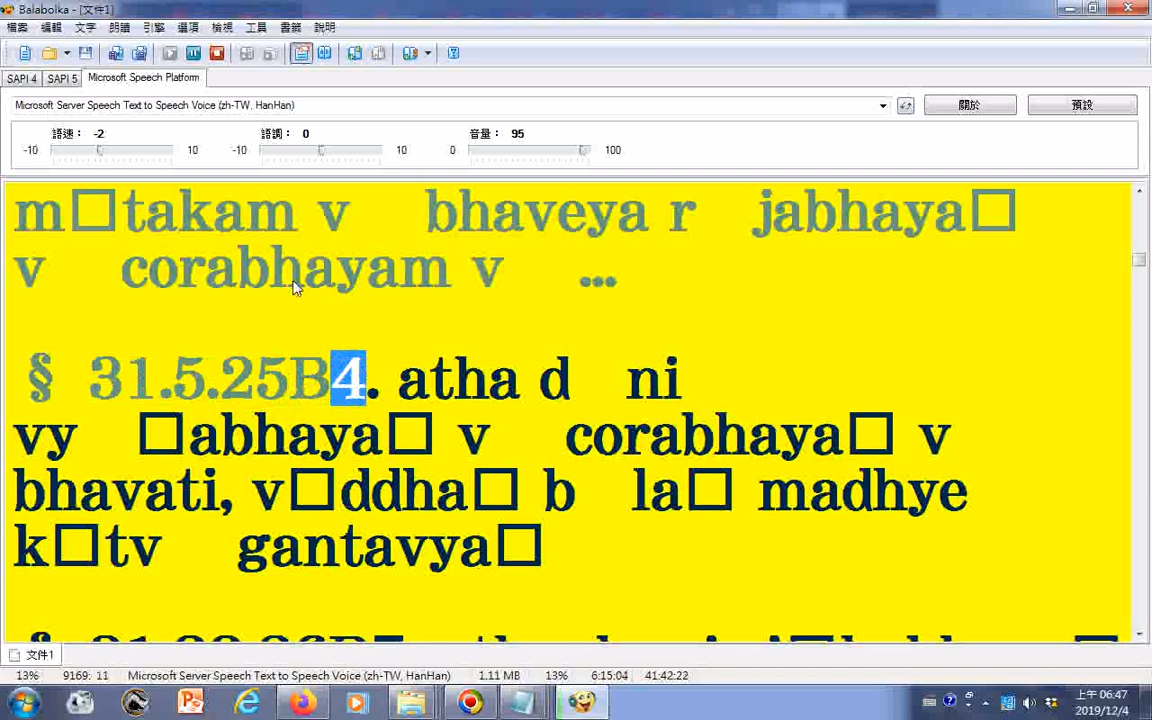 Balabolka - [文件1]
檔案 編輯 文字 朗讀 引擎 選項 檢視 工具 書籤 說明
SAPI 4 SAPI 5 Microsoft Speech Platform
Microsoft Server Speech Text to Speech Voice (zh-TW, HanHan) 關於 預設
語速： -2 語調： 0 音量： 95
-10 10 -10 10 0 100
m□takam v bhaveya r jabhaya□
v corabhayam v ...
§ 31.5.25B4. atha d ni
vy □abhaya□ v corabhaya□ v
bhavati, v□ddha□ b la□ madhye
k□tv gantavya□
文件1
13% 9169: 11 Microsoft Server Speech Text to Speech Voice (zh-TW, HanHan) 1.11 MB 13% 6:15:04 41:42:22
上午 06:47
2019/12/4